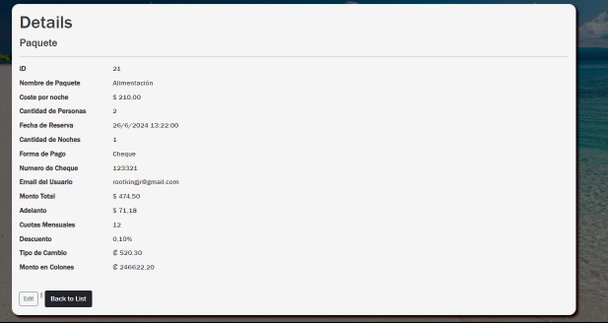 Details
Paquete
ID 21
Nombre de Paquete Alimentación
Coste por noche $ 210,00
Cantidad de Personas 2
Fecha de Reserva 26/6/2024 13:22:00
Cantidad de Noches 1
Forma de Pago Cheque
Numero de Cheque 123321
Email del Usuario rootkingjr@gmail.com
Monto Total $ 474,50
Adelanto $ 71,18
Cuotas Mensuales 12
Descuento 0,10%
Tipo de Cambio ₡ 520.30
Monto en Colones ₡ 246622.20
Edit | Back to List